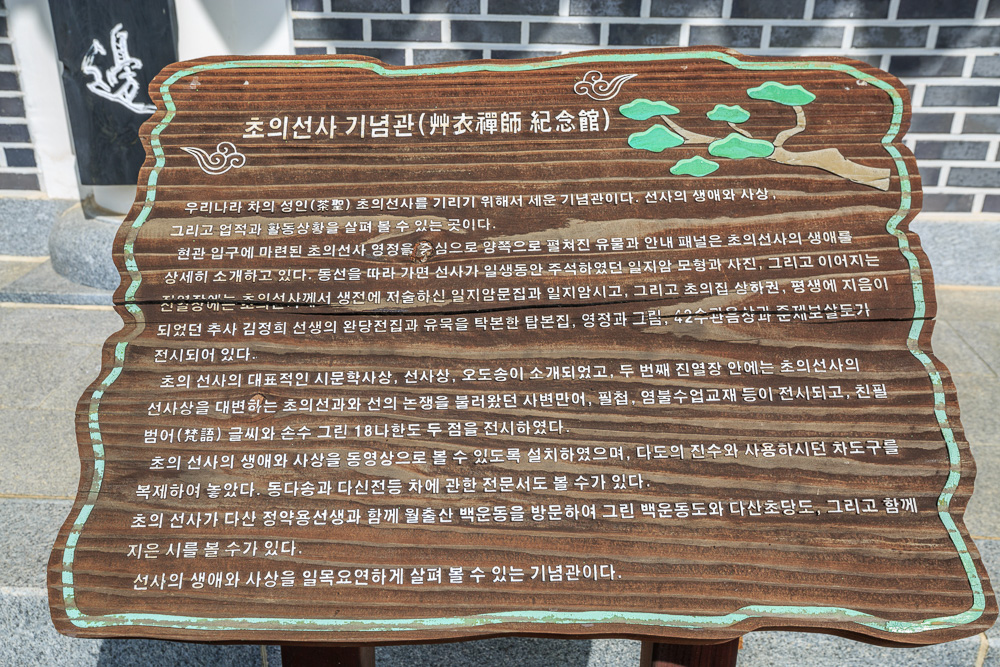 초의선사 기념관(艸衣禪師 紀念館)
우리나라 차의 성인(茶聖) 초의선사를 기리기 위해서 세운 기념관이다. 선사의 생애와 사상,
그리고 업적과 활동상황을 살펴 볼 수 있는 곳이다.
현관 입구에 마련된 초의선사 영정을 중심으로 양쪽으로 펼쳐진 유물과 안내 패널은 초의선사의 생애를
상세히 소개하고 있다. 동선을 따라 가면 선사가 일생동안 주석하였던 일지암 모형과 사진, 그리고 이어지는
진열장에는 초의선사께서 생전에 저술하신 일지암문집과 일지암시고, 그리고 초의집 상하권, 평생에 지음이
되었던 추사 김정희 선생의 완당전집과 유묵을 탁본한 탑본집, 영정과 그림, 42수관음상과 준제보살도가
전시되어 있다.
초의 선사의 대표적인 시문학사상, 선사상, 오도송이 소개되었고, 두 번째 진열장 안에는 초의선사의
선사상을 대변하는 초의선과와 선의 논쟁을 불러왔던 사변만어, 필첩, 염불수업교재 등이 전시되고, 친필
범어(梵語) 글씨와 손수 그린 18나한도 두 점을 전시하였다.
초의 선사의 생애와 사상을 동영상으로 볼 수 있도록 설치하였으며, 다도의 진수와 사용하시던 차도구를
복제하여 놓았다. 동다송과 다신전등 차에 관한 전문서도 볼 수가 있다.
초의 선사가 다산 정약용선생과 함께 월출산 백운동을 방문하여 그린 백운동도와 다산초당도, 그리고 함께
지은 시를 볼 수가 있다.
선사의 생애와 사상을 일목요연하게 살펴 볼 수 있는 기념관이다.